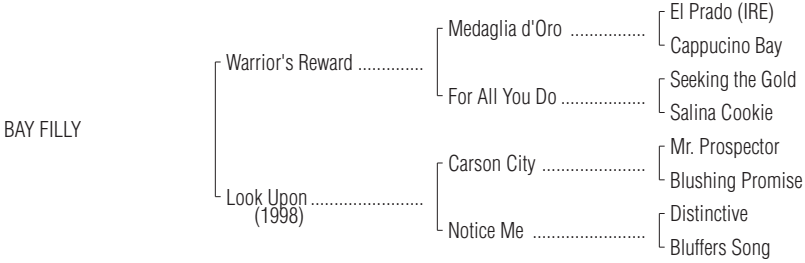 El Prado (IRE)
Medaglia d'Oro ................
Cappucino Bay
Warrior's Reward ..............
Seeking the Gold
For All You Do ..................
Salina Cookie
BAY FILLY
Mr. Prospector
Carson City ......................
Blushing Promise
Look Upon ........................
(1998)
Distinctive
Notice Me ........................
Bluffers Song